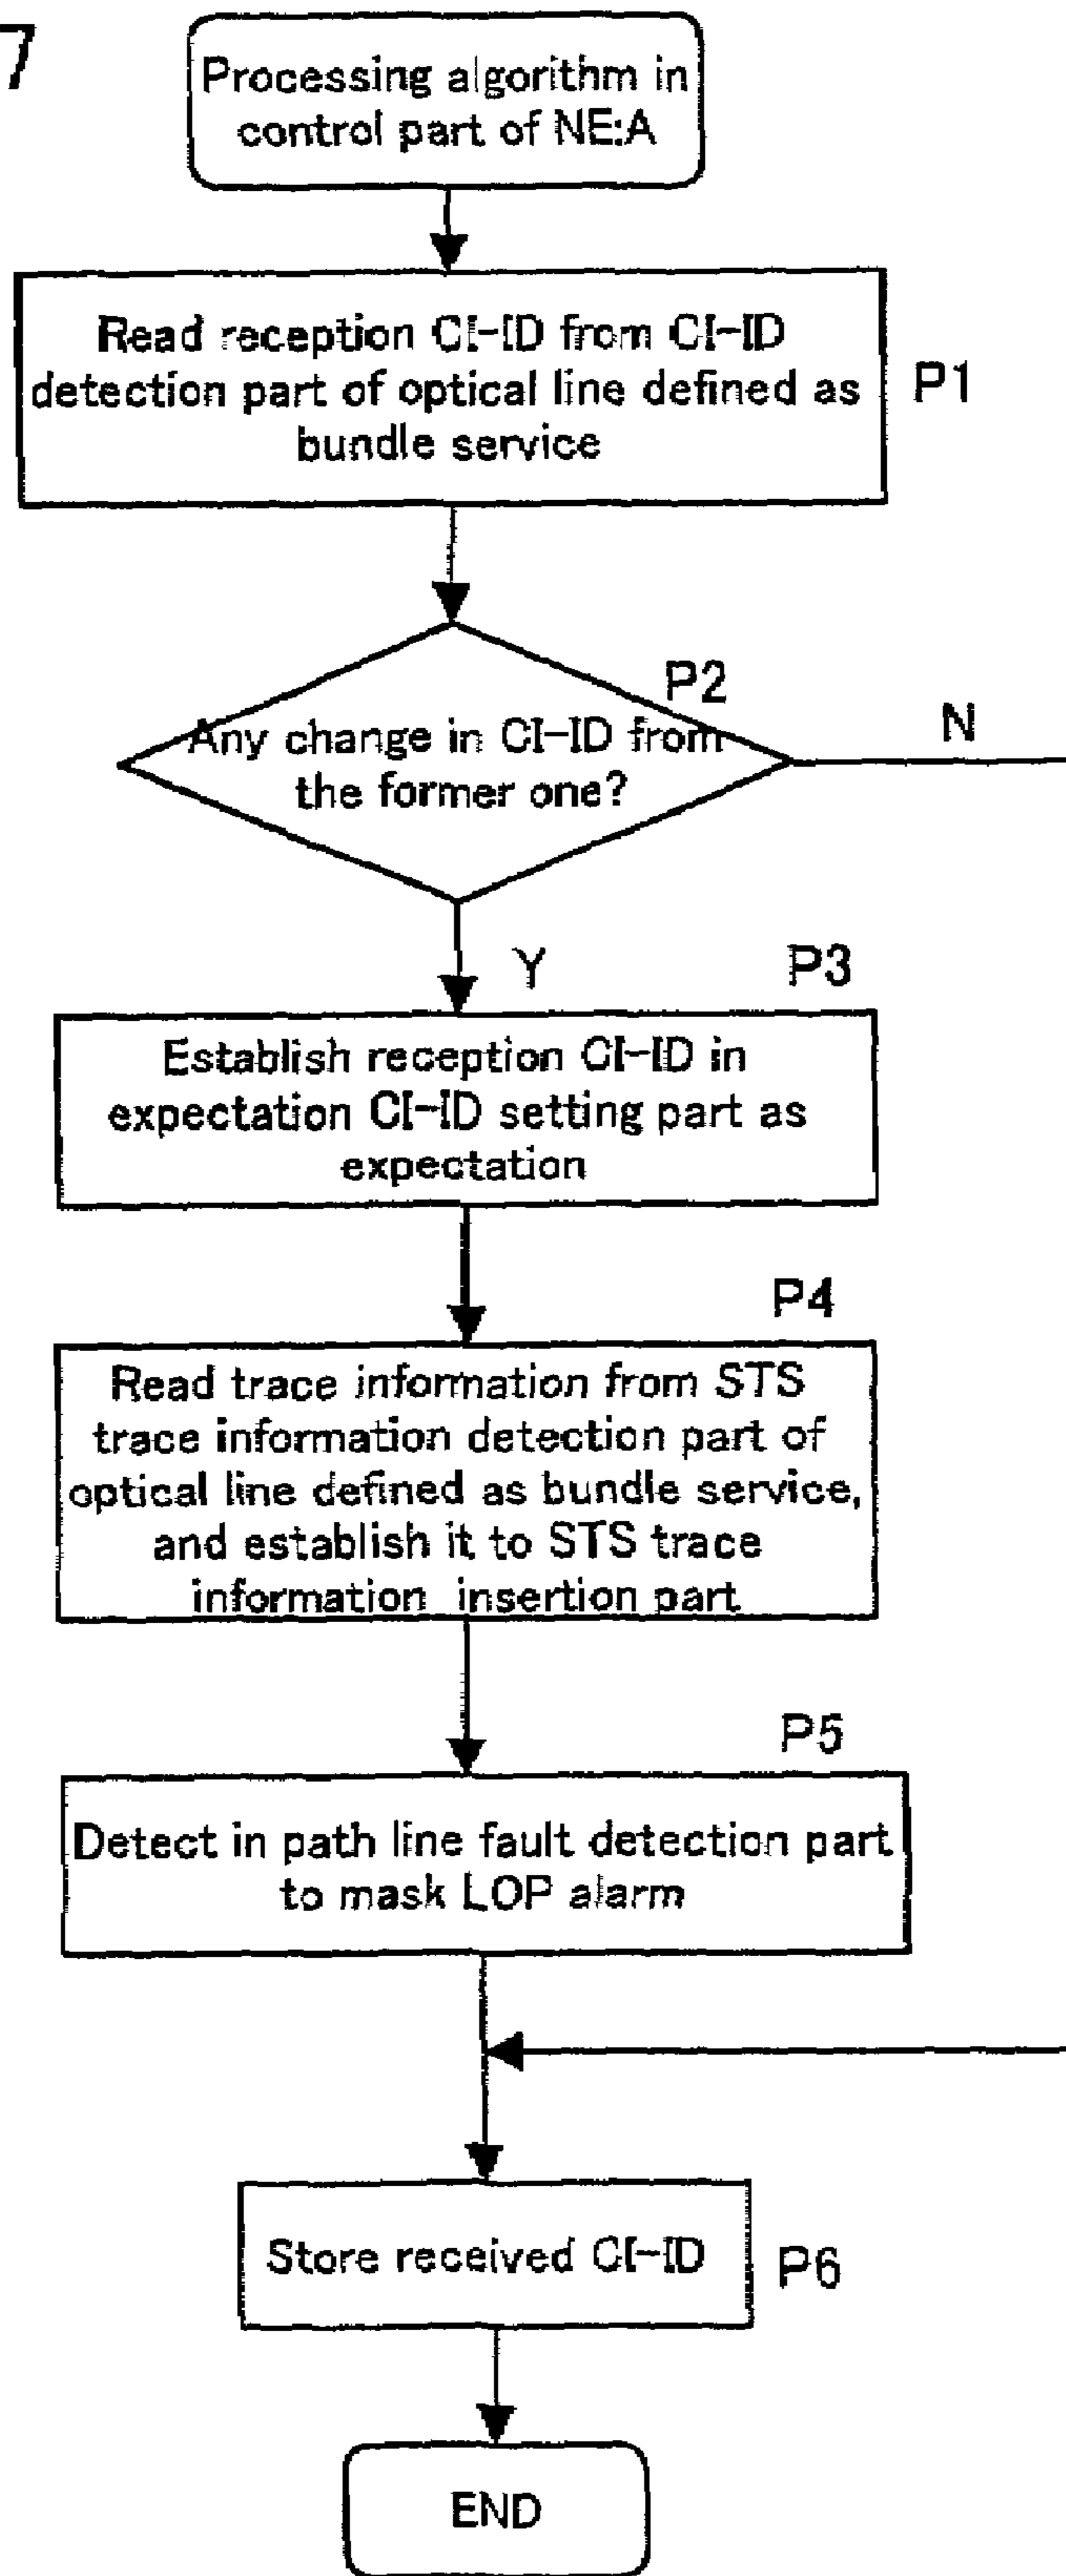 7
Processing algorithm in
control part of NE:A
Read reception CI-ID from CI-ID
detection part of optical line defined as
bundle service
P1
P2
Any change in CI-ID from
the former one?
N
Y
P3
Establish reception CI-ID in
expectation CI-ID setting part as
expectation
P4
Read trace information from STS
trace information detection part of
optical line defined as bundle service,
and establish it to STS trace
information insertion part
P5
Detect in path line fault detection part
to mask LOP alarm
Store received CI-ID
P6
END